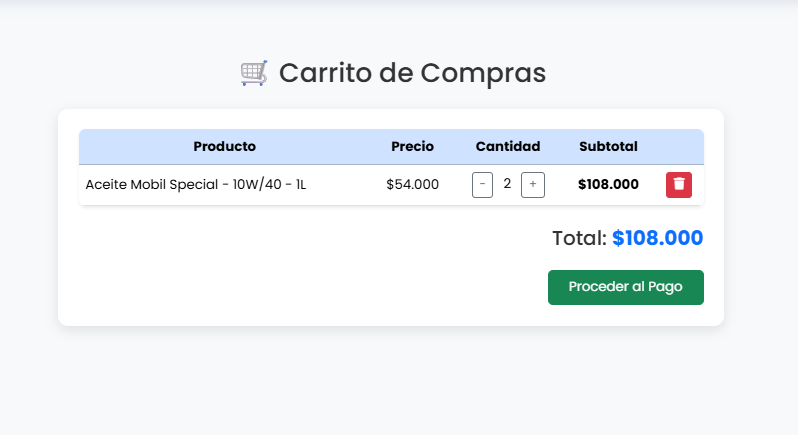 🛒 Carrito de Compras
Producto Precio Cantidad Subtotal
Aceite Mobil Special - 10W/40 - 1L $54.000 - 2 + $108.000
Total: $108.000
Proceder al Pago